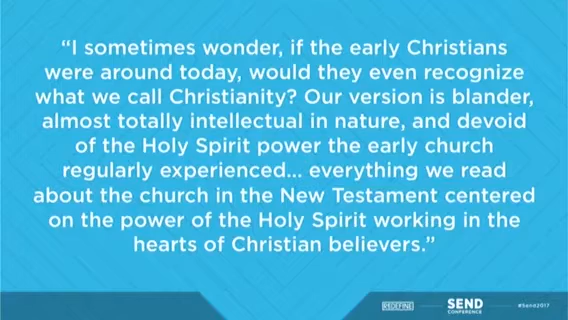 “I sometimes wonder, if the early Christians
were around today, would they even recognize
what we call Christianity? Our version is blander,
almost totally intellectual in nature, and devoid
of the Holy Spirit power the early church
regularly experienced... everything we read
about the church in the New Testament centered
on the power of the Holy Spirit working in the
hearts of Christian believers.”
REDEFINE
SEND
CONFERENCE
#Send2017